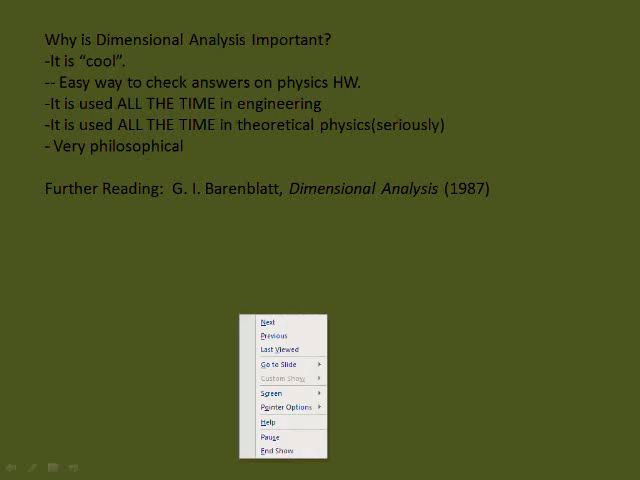 Why is Dimensional Analysis Important?
-It is “cool”.
-- Easy way to check answers on physics HW.
-It is used ALL THE TIME in engineering
-It is used ALL THE TIME in theoretical physics(seriously)
- Very philosophical
Further Reading:  G. I. Barenblatt, Dimensional Analysis (1987)
Next
Previous
Last Viewed
Go to Slide
Custom Show
Screen
Pointer Options
Help
Pause
End Show